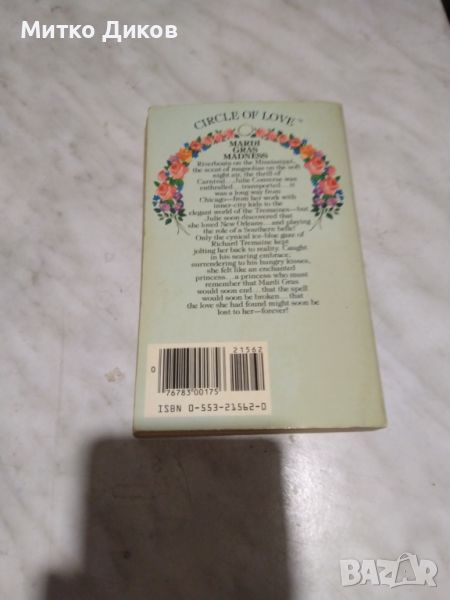 Митко Диков
CIRCLE OF LOVE™
MARDI
GRAS
MADNESS
Riverboats on the Mississippi,
the scent of magnolias on the soft
night air, the thrill of
Carnival...Julie Converse was
enthralled...transported...it
was a long way from
Chicago—from her work with
inner-city kids to the
elegant world of the Tremaines—but
Julie soon discovered that
she loved New Orleans...and playing
the role of a Southern belle!
Only the cynical ice-blue gaze of
Richard Tremaine kept
jolting her back to reality. Caught
in his searing embrace,
surrendering to his hungry kisses,
she felt like an enchanted
princess...a princess who must
remember that Mardi Gras
would soon end...that the spell
would soon be broken...that
the love she had found might soon be
lost to her—forever!
21562
0
76783 00175
ISBN 0-553-21562-0
BAZAR